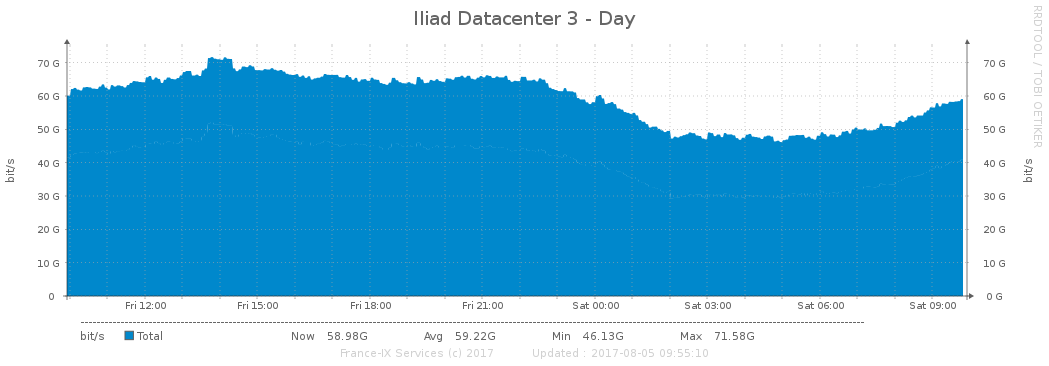 Iliad Datacenter 3 - Day
RRDTOOL / TOBI OETIKER
bit/s
bit/s
70 G
60 G
50 G
40 G
30 G
20 G
10 G
0
70 G
60 G
50 G
40 G
30 G
20 G
10 G
0 G
Fri 12:00 Fri 15:00 Fri 18:00 Fri 21:00 Sat 00:00 Sat 03:00 Sat 06:00 Sat 09:00
bit/s Total Now 58.98G Avg 59.22G Min 46.13G Max 71.58G
France-IX Services (c) 2017 Updated : 2017-08-05 09:55:10